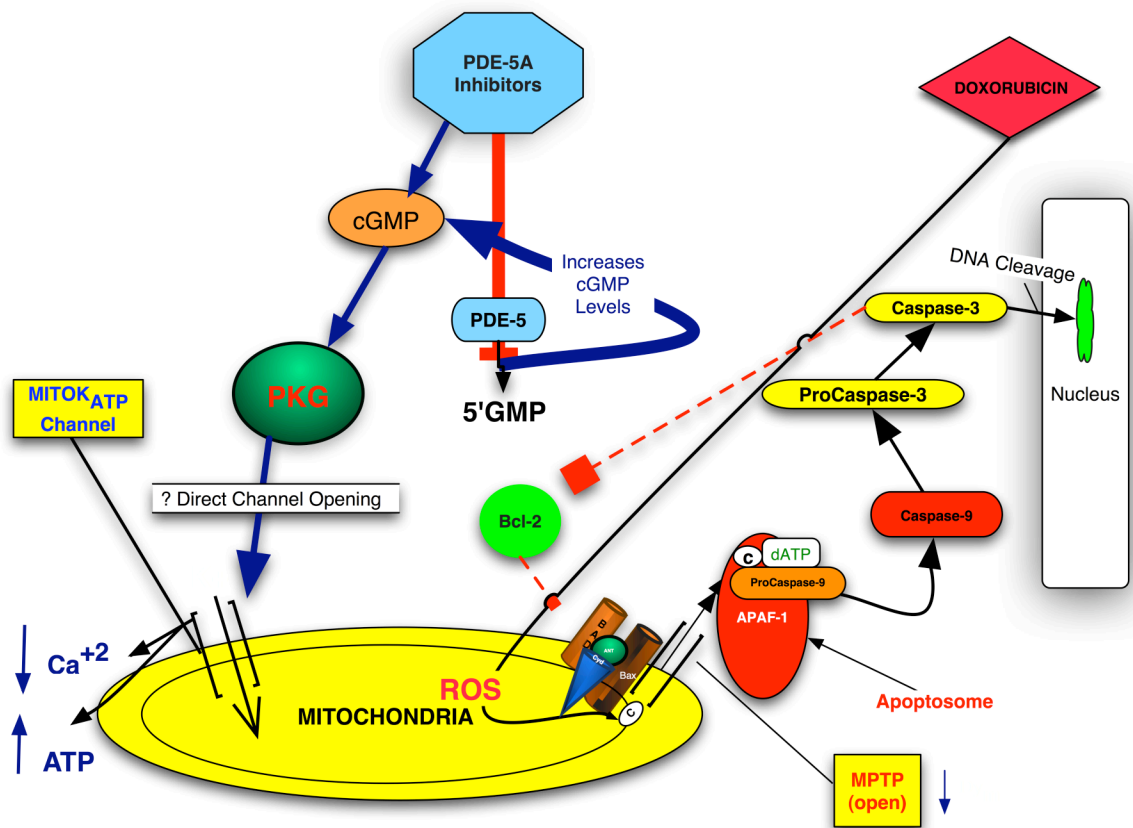 PDE-5A
Inhibitors
DOXORUBICIN
cGMP
Increases
cGMP
Levels
DNA Cleavage
PDE-5
Caspase-3
5'GMP
ProCaspase-3
Nucleus
MITOK ATP
Channel
PKG
? Direct Channel Opening
Bcl-2
Caspase-9
c
dATP
ProCaspase-9
APAF-1
BAD
ANT
Cyd
Bax
C
Ca+2
ATP
ROS
MITOCHONDRIA
Apoptosome
MPTP
(open)